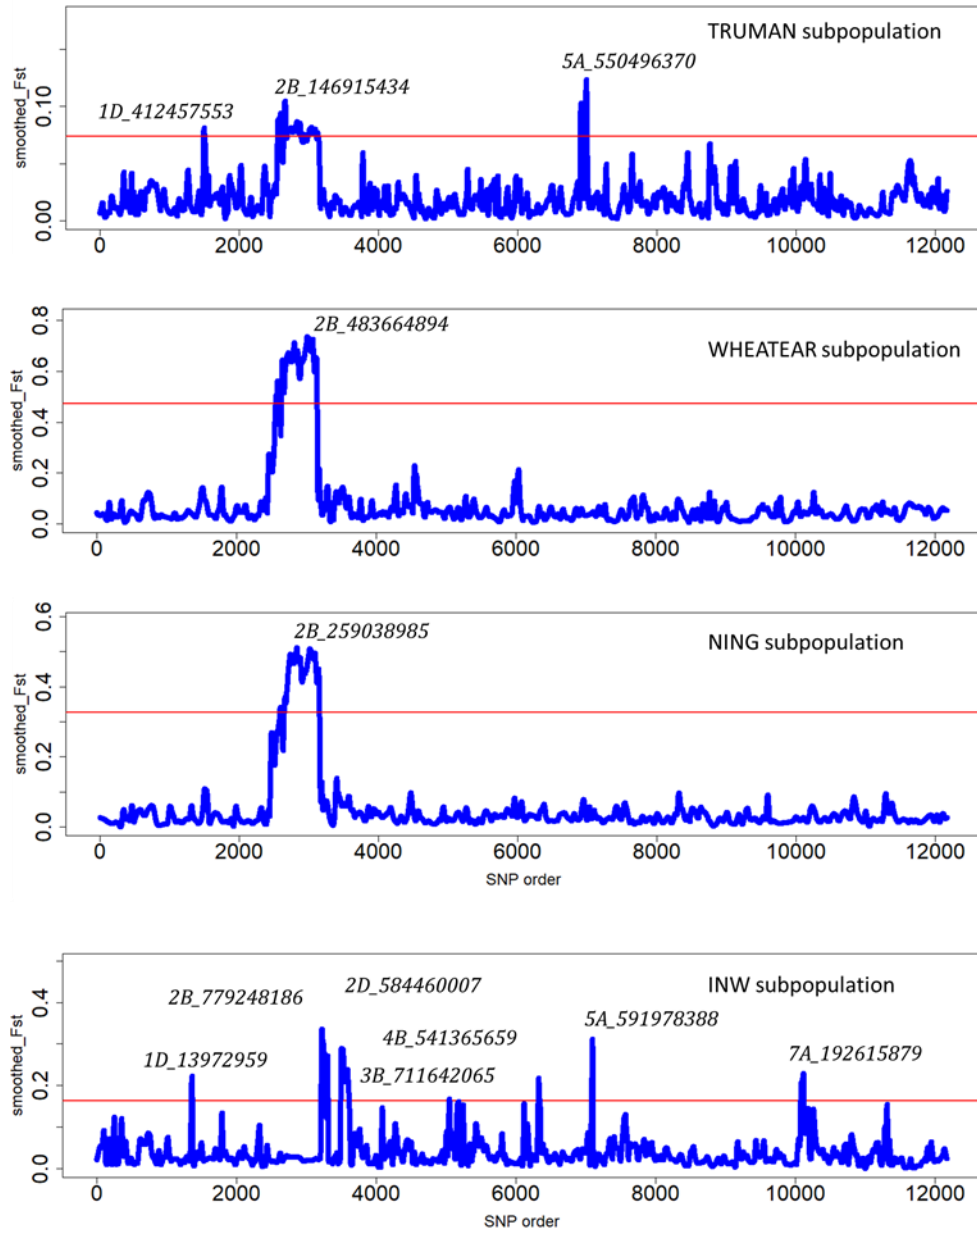 TRUMAN subpopulation
5A_550496370
2B_146915434
1D_412457553
smoothed_Fst
0.10
0.00
0 2000 4000 6000 8000 10000 12000
2B_483664894
WHEATEAR subpopulation
smoothed_Fst
0.8
0.6
0.4
0.2
0.0
0 2000 4000 6000 8000 10000 12000
2B_259038985
NING subpopulation
smoothed_Fst
0.6
0.4
0.2
0.0
0 2000 4000 6000 8000 10000 12000
SNP order
2D_584460007
INW subpopulation
2B_779248186
5A_591978388
4B_541365659
7A_192615879
1D_13972959
3B_711642065
smoothed_Fst
0.4
0.2
0.0
0 2000 4000 6000 8000 10000 12000
SNP order